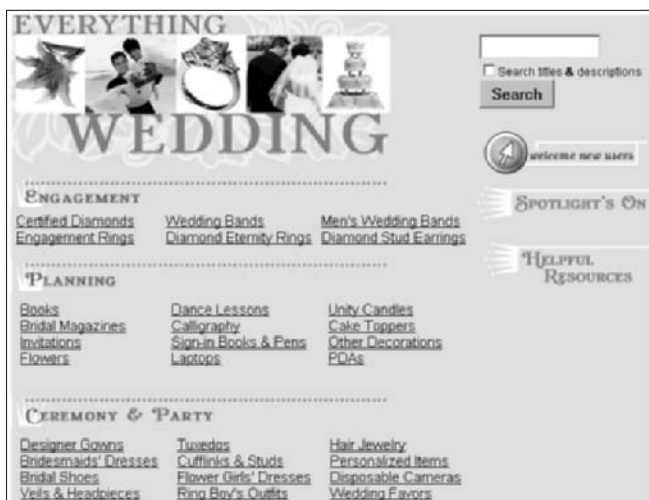 EVERYTHING
WEDDING
Search titles & descriptions
Search
welcome new users
SPOTLIGHT'S ON
HELPFUL
RESOURCES
ENGAGEMENT
Certified Diamonds Wedding Bands Men's Wedding Bands
Engagement Rings Diamond Eternity Rings Diamond Stud Earrings
PLANNING
Books Dance Lessons Unity Candles
Bridal Magazines Calligraphy Cake Toppers
Invitations Sign-in Books & Pens Other Decorations
Flowers Laptops PDAs
CEREMONY & PARTY
Designer Gowns Tuxedos Hair Jewelry
Bridesmaids' Dresses Cufflinks & Studs Personalized Items
Bridal Shoes Flower Girls' Dresses Disposable Cameras
Veils & Headpieces Ring Boy's Outfits Wedding Favors